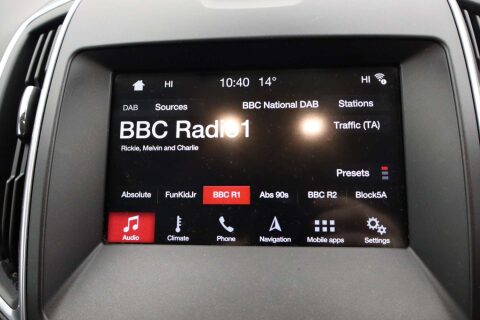 HI 10:40 14° HI
DAB Sources BBC National DAB Stations
BBC Radio1 Traffic (TA)
Rickie, Melvin and Charlie
Presets
Absolute FunKidJr BBC R1 Abs 90s BBC R2 Block5A
Audio Climate Phone Navigation Mobile apps Settings